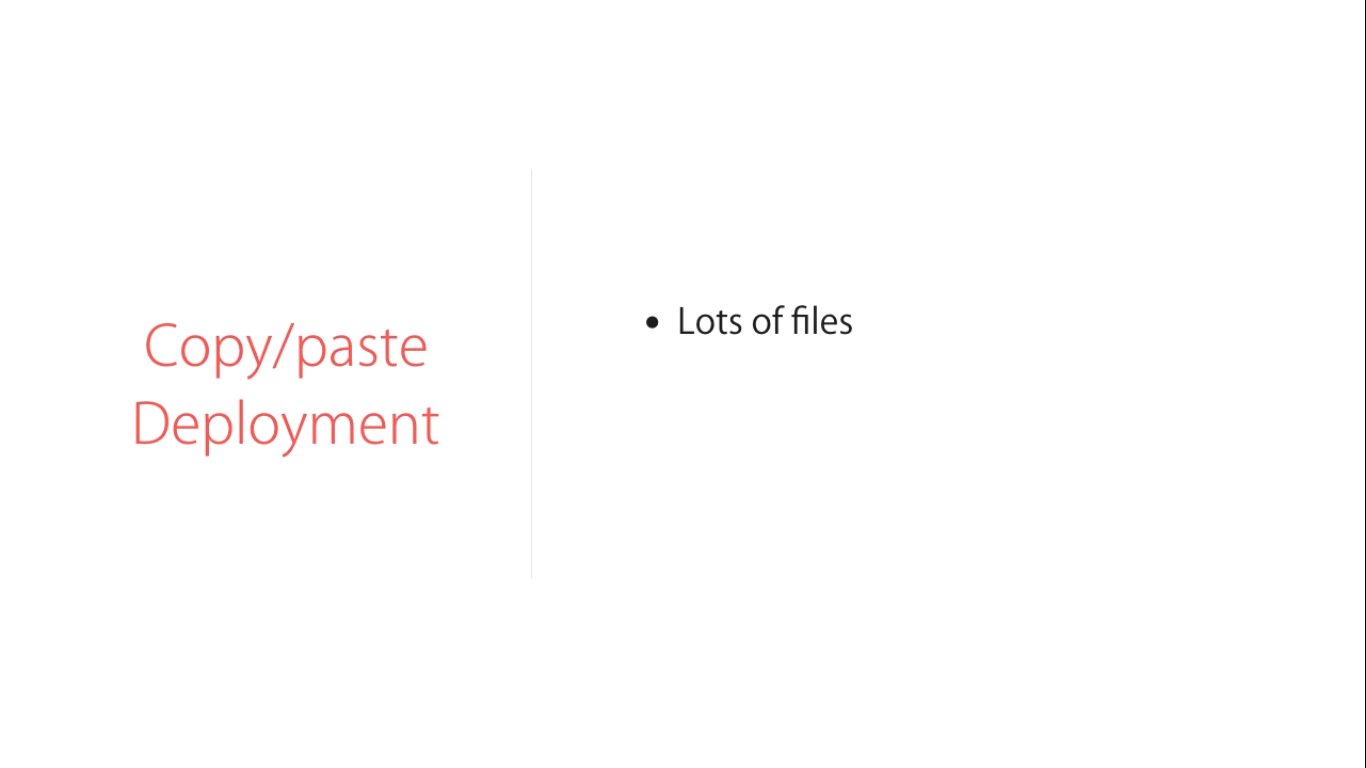 Copy/paste
Deployment
• Lots of files